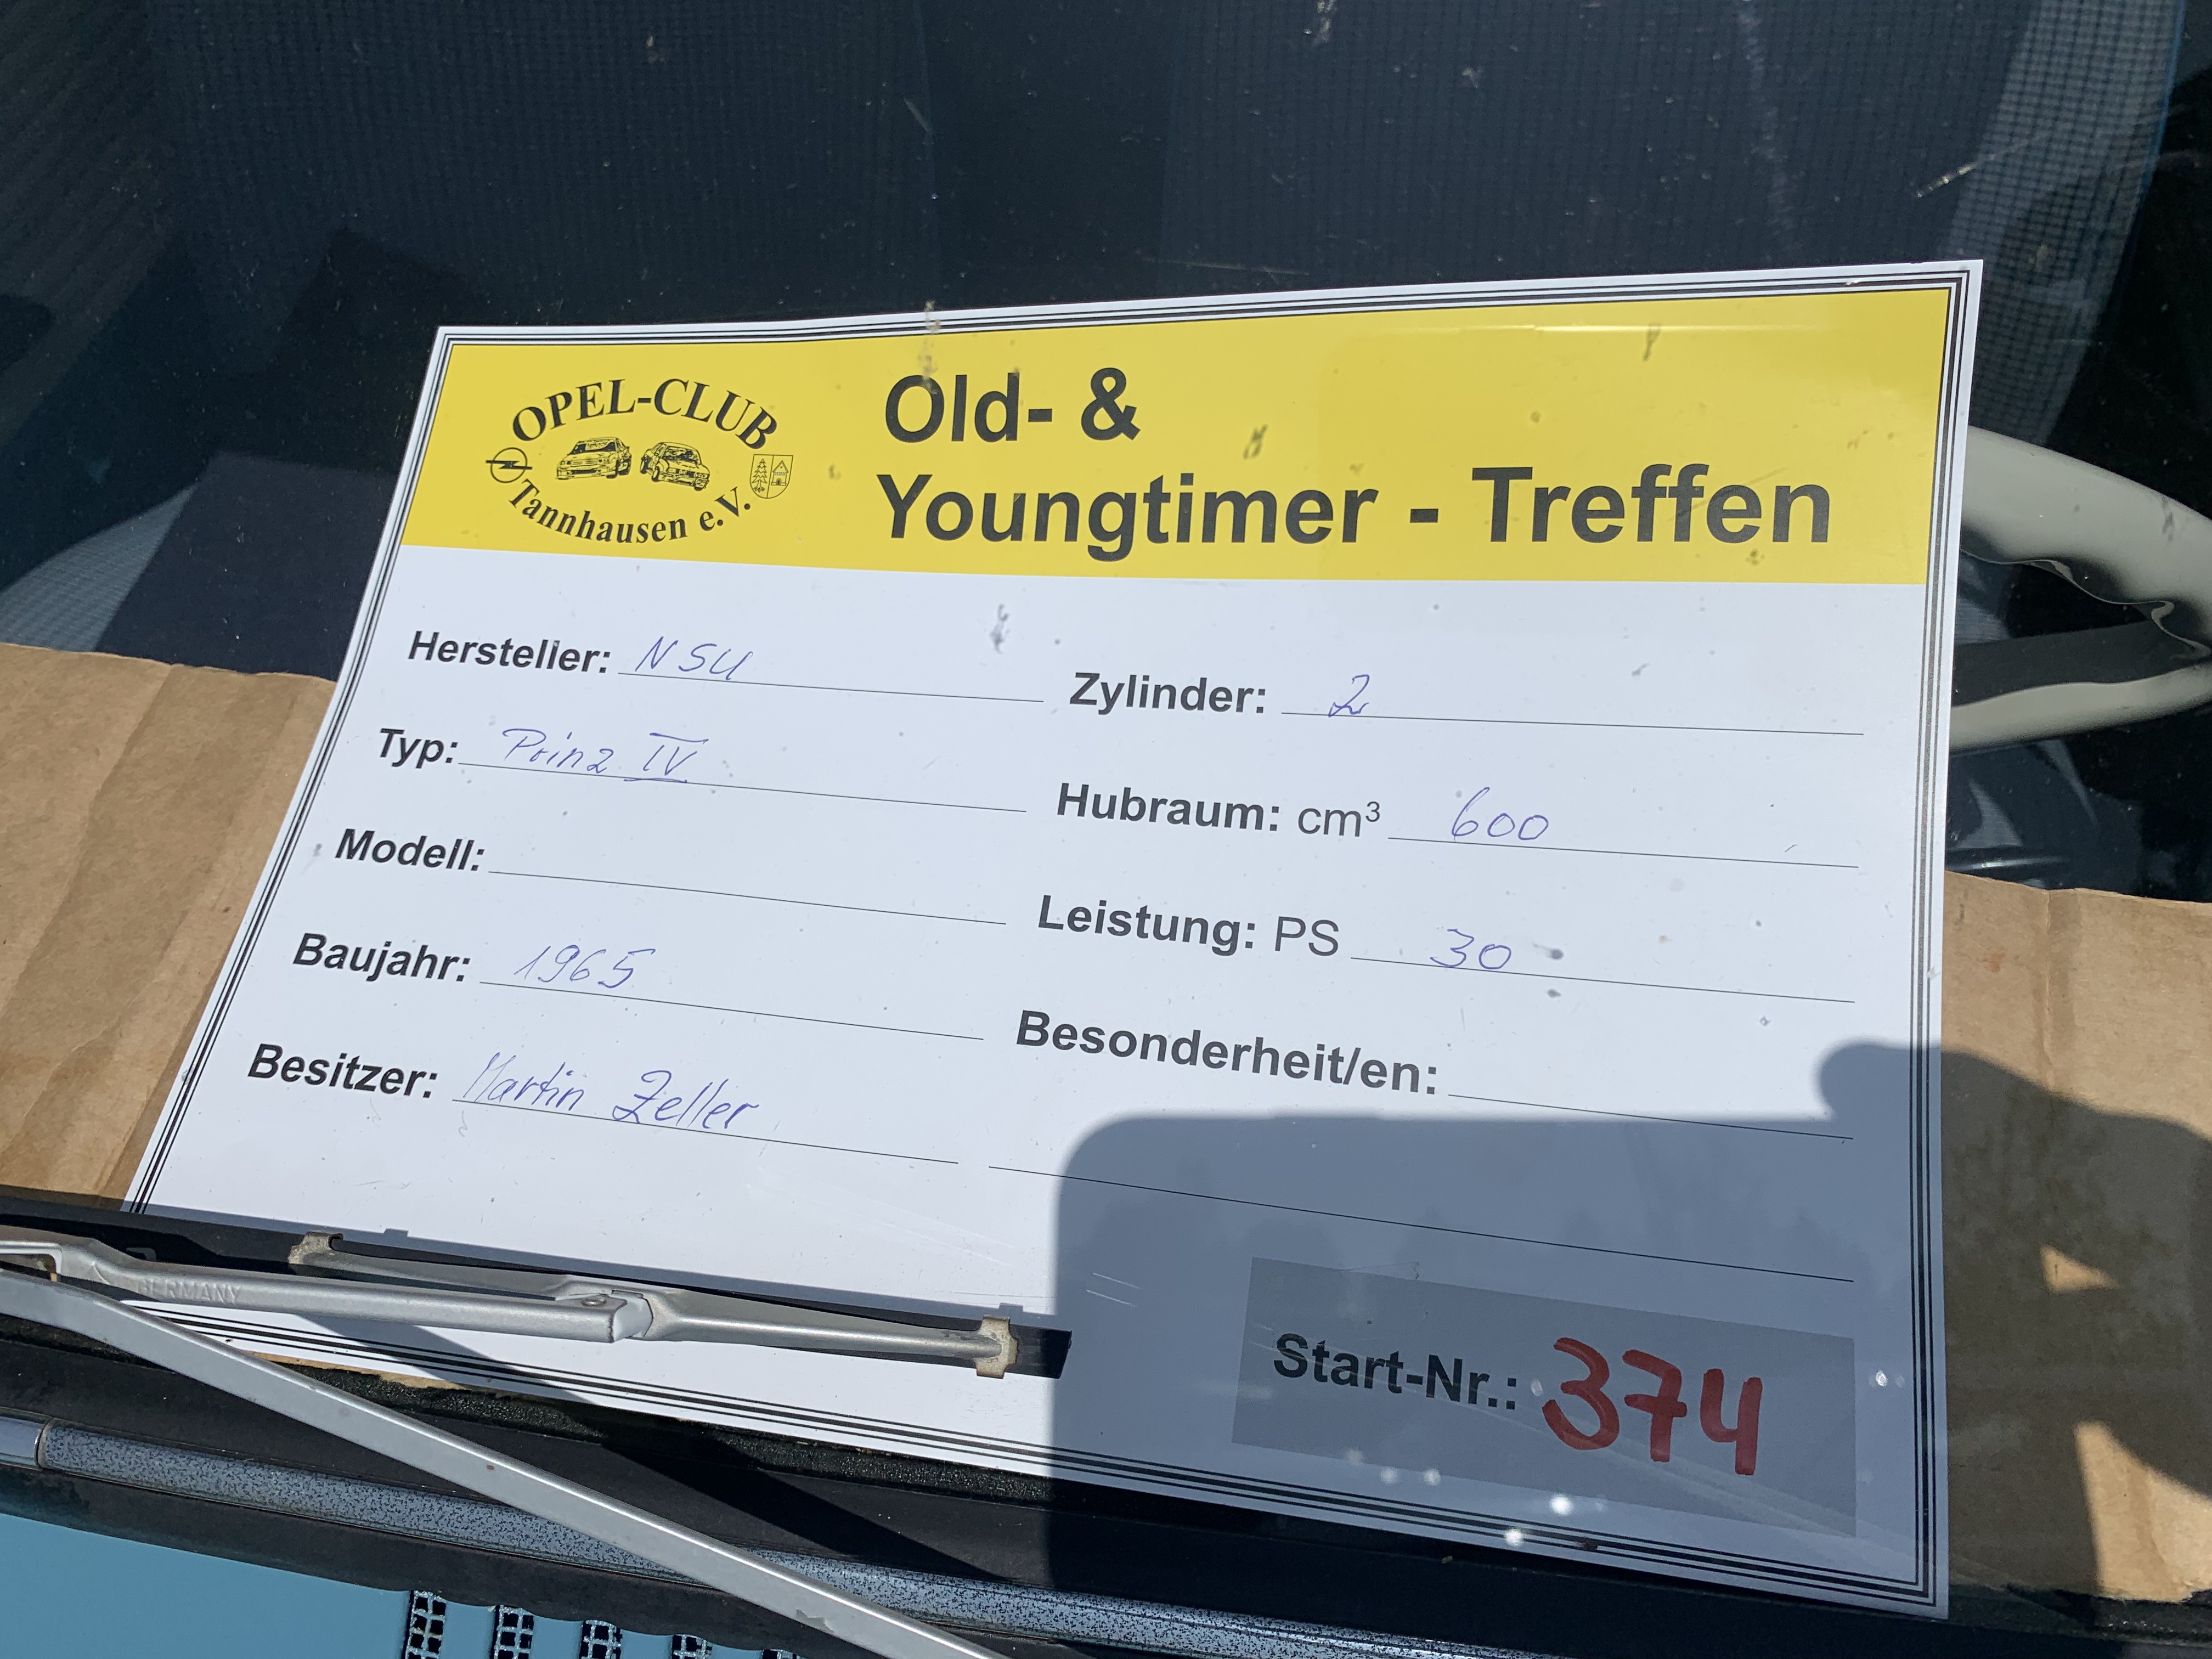 OPEL-CLUB
Tannhausen e.V.
Old- &
Youngtimer - Treffen
Hersteller: NSU
Zylinder: 2
Typ: Prinz IV
Hubraum: cm³ 600
Modell:
Leistung: PS 30
Baujahr: 1965
Besonderheit/en:
Besitzer: Martin Zeller
GERMANY
Start-Nr.: 374